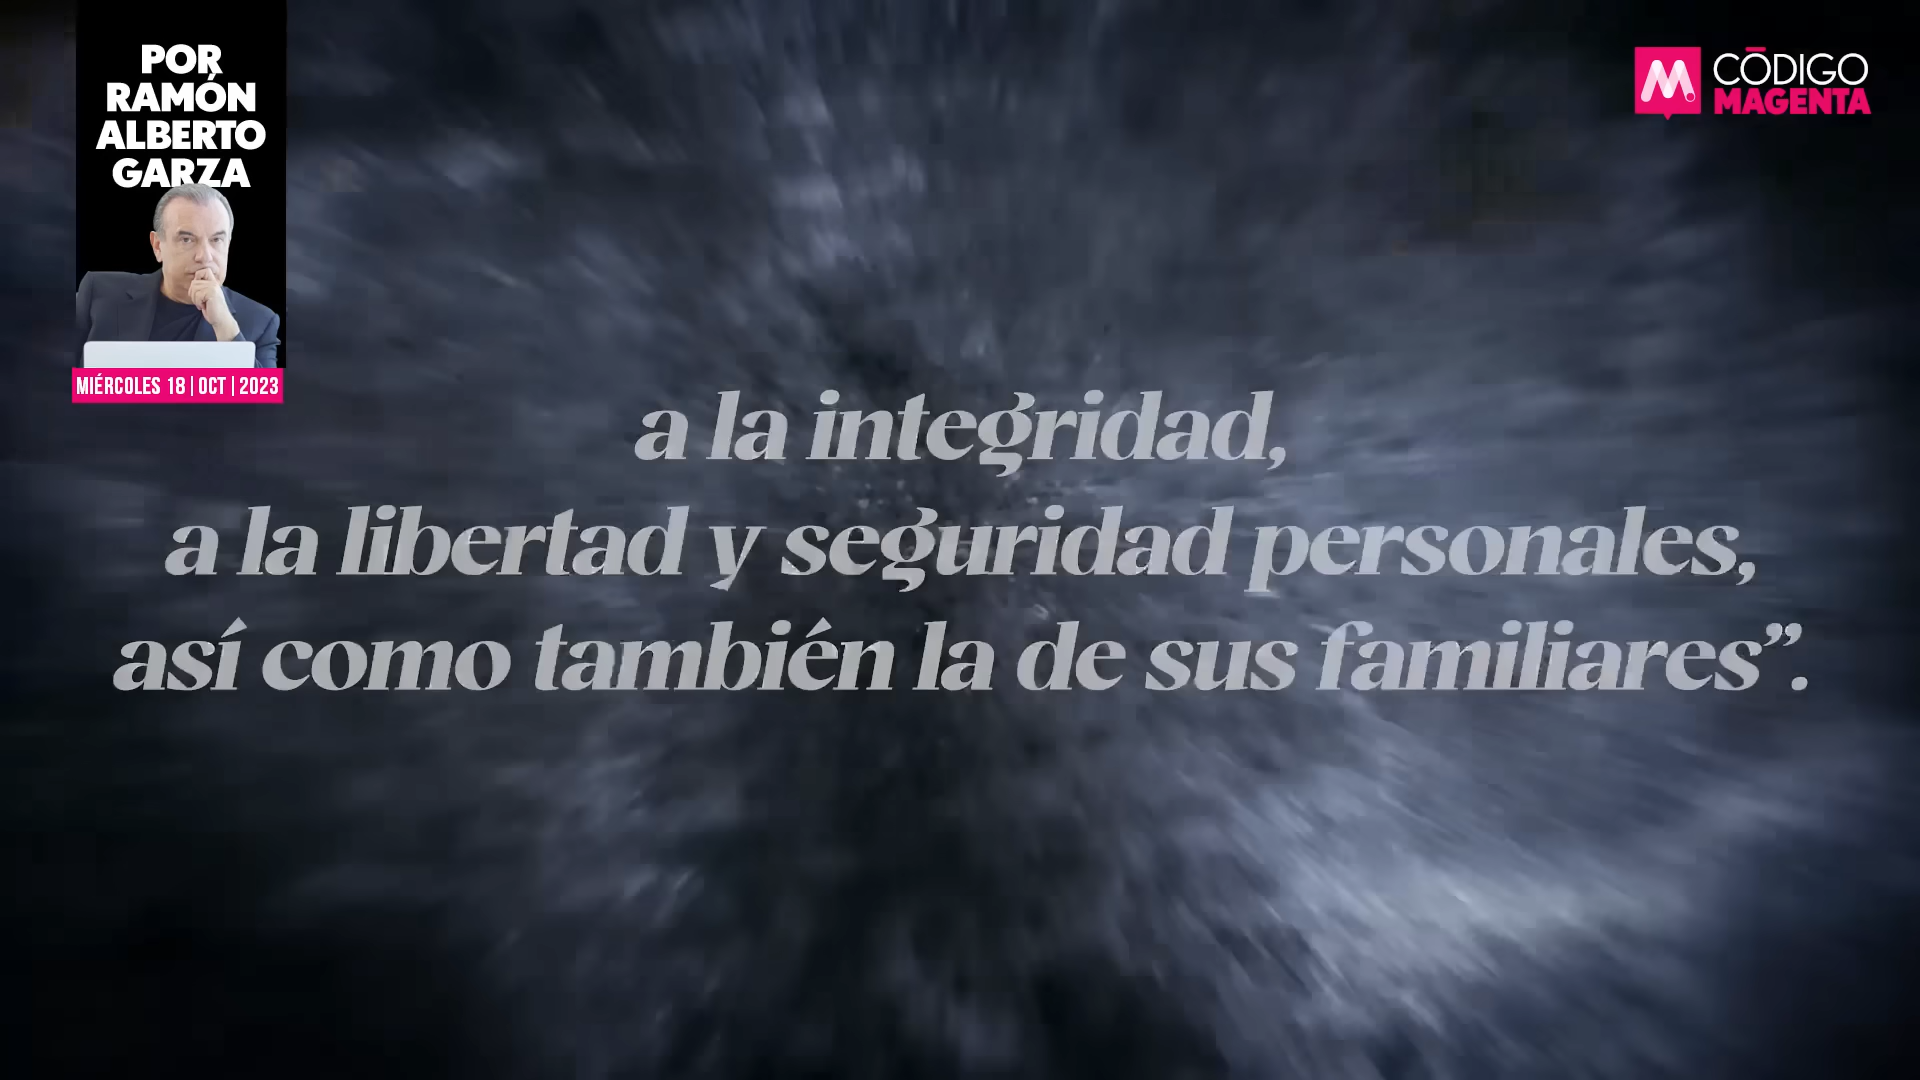 POR
RAMÓN
ALBERTO
GARZA
MIÉRCOLES 18 | OCT | 2023
CÓDIGO
MAGENTA
a la integridad,
a la libertad y seguridad personales,
así como también la de sus familiares”.